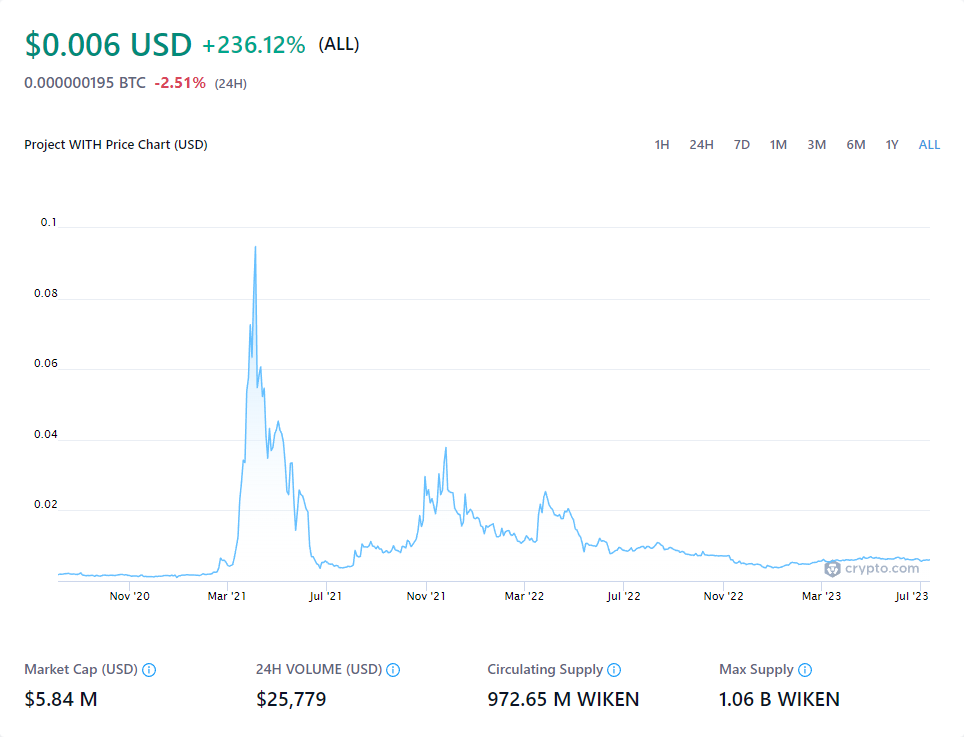 $0.006 USD +236.12% (ALL)
0.000000195 BTC -2.51% (24H)
Project WITH Price Chart (USD) 1H 24H 7D 1M 3M 6M 1Y ALL
0.1
0.08
0.06
0.04
0.02
crypto.com
Nov '20 Mar '21 Jul '21 Nov '21 Mar '22 Jul '22 Nov '22 Mar '23 Jul '23
Market Cap (USD) 24H VOLUME (USD) Circulating Supply Max Supply
$5.84 M $25,779 972.65 M WIKEN 1.06 B WIKEN